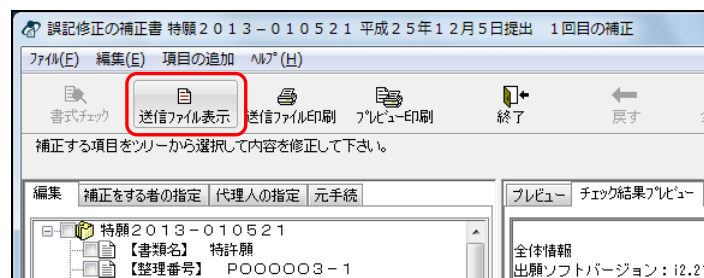 誤記修正の補正書 特願２０１３－０１０５２１ 平成２５年１２月５日提出　１回目の補正
ﾌｧｲﾙ(F)　編集(E)　項目の追加　ﾍﾙﾌﾟ(H)
書式ﾁｪｯｸ　送信ﾌｧｲﾙ表示　送信ﾌｧｲﾙ印刷　ﾌﾟﾚﾋﾞｭｰ印刷　終了　戻す
補正する項目をツリーから選択して内容を修正して下さい。
編集　補正をする者の指定　代理人の指定　元手続
特願２０１３－０１０５２１
【書類名】　特許願
【整理番号】　Ｐ０００００３－１
プレビュー　チェック結果ﾌﾟﾚﾋﾞｭｰ
全体情報
出願ソフトバージョン：i2.2